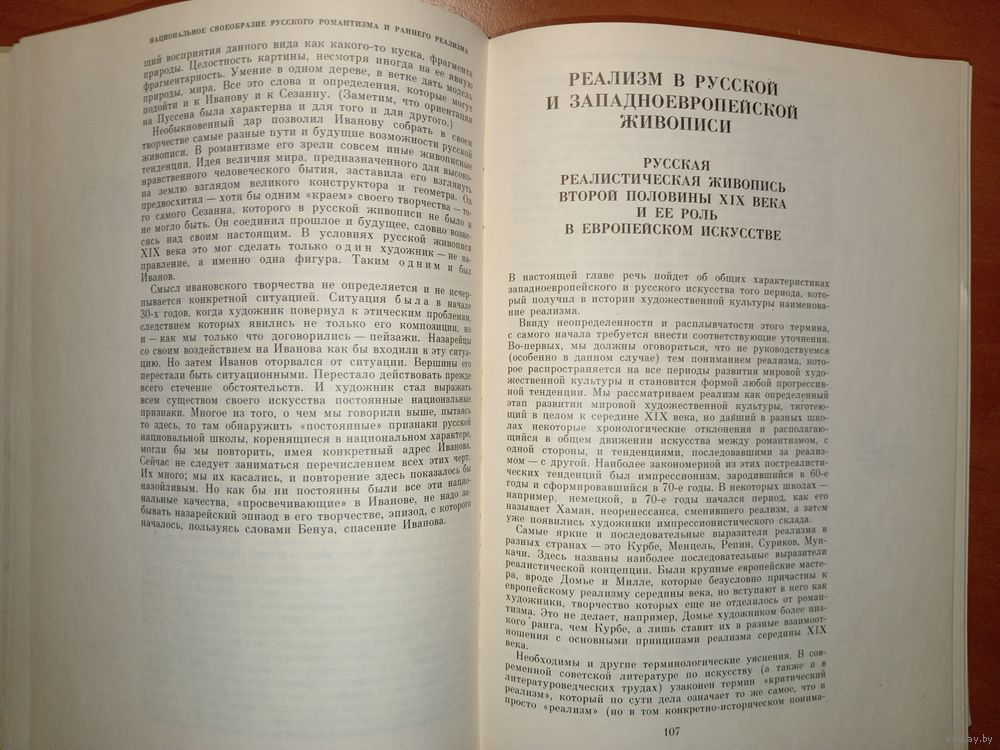 НАЦИОНАЛЬНОЕ СВОЕОБРАЗИЕ РУССКОГО РОМАНТИЗМА И РАННЕГО РЕАЛИЗМА
щий восприятия данного вида как какого-то куска, фрагмента
природы. Целостность картины, несмотря иногда на ее явную
фрагментарность. Умение в одном дереве, в ветке дать модель
природы, мира. Все это слова и определения, которые могут
подойти и к Иванову и к Сезанну. (Заметим, что ориентация
на Пуссена была характерна и для того и для другого.)
Необыкновенный дар позволил Иванову собрать в своем
творчестве самые разные пути и будущие возможности русской
живописи. В романтизме его зрели совсем иные живописные
тенденции. Идея величия мира, предназначенного для высоко-
нравственного человеческого бытия, заставила его взглянуть
на землю взглядом великого конструктора и геометра. Он
предвосхитил — хотя бы одним «краем» своего творчества — то-
го самого Сезанна, которого в русской живописи не было и
не могло быть. Он соединил прошлое и будущее, словно возне-
сясь над своим настоящим. В условиях русской живописи
XIX века это мог сделать только один художник — не на-
правление, а именно одна фигура. Таким одним и был
Иванов.
Смысл ивановского творчества не определяется и не исчер-
пывается конкретной ситуацией. Ситуация была в начале
30-х годов, когда художник повернул к этическим проблемам,
следствием которых явились не только его композиции, но
и — как мы только что договорились — пейзажи. Назарейцы
со своим воздействием на Иванова как бы входили в эту ситуа-
цию. Но затем Иванов оторвался от ситуации. Вершины его
перестали быть ситуационными. Перестало действовать прежде
всего стечение обстоятельств. И художник стал выражать
всем существом своего искусства постоянные национальные
признаки. Многое из того, о чем мы говорили выше, пытаясь
то здесь, то там обнаружить «постоянные» признаки русской
национальной школы, коренящиеся в национальном характере,
могли бы мы повторить, имея конкретный адрес Иванова.
Сейчас не следует заниматься перечислением всех этих черт.
Их много; мы их касались, и повторение здесь показалось бы
назойливым. Но как бы ни постоянны были все эти нацио-
нальные качества, «просвечивающие» в Иванове, не надо за-
бывать назарейский эпизод в его творчестве, эпизод, с которого
началось, пользуясь словами Бенуа, спасение Иванова.
РЕАЛИЗМ В РУССКОЙ
И ЗАПАДНОЕВРОПЕЙСКОЙ
ЖИВОПИСИ
РУССКАЯ
РЕАЛИСТИЧЕСКАЯ ЖИВОПИСЬ
ВТОРОЙ ПОЛОВИНЫ XIX ВЕКА
И ЕЕ РОЛЬ
В ЕВРОПЕЙСКОМ ИСКУССТВЕ
В настоящей главе речь пойдет об общих характеристиках
западноевропейского и русского искусства того периода, кото-
рый получил в истории художественной культуры наименова-
ние реализма.
Ввиду неопределенности и расплывчатости этого термина,
с самого начала требуется внести соответствующие уточнения.
Во-первых, мы должны оговориться, что не руководствуемся
(особенно в данном случае) тем пониманием реализма, кото-
рое распространяется на все периоды развития мировой худо-
жественной культуры и становится формой любой прогрессив-
ной тенденции. Мы рассматриваем реализм как определенный
этап развития мировой художественной культуры, тяготею-
щий в целом к середине XIX века, но давший в разных шко-
лах некоторые хронологические отклонения и располагаю-
щийся в общем движении искусства между романтизмом, с
одной стороны, и тенденциями, последовавшими за реализ-
мом — с другой. Наиболее закономерной из этих постреалис-
тических тенденций был импрессионизм, зародившийся в 60-е
годы и сформировавшийся в 70-е годы. В некоторых школах —
например, немецкой, в 70-е годы начался период, как его
называет Хаман, неоренессанса, сменившего реализм, а затем
уже появились художники импрессионистического склада.
Самые яркие и последовательные выразители реализма в
разных странах — это Курбе, Менцель, Репин, Суриков, Мун-
качи. Здесь названы наиболее последовательные выразители
реалистической концепции. Были крупные европейские масте-
ра, вроде Домье и Милле, которые безусловно причастны к
европейскому реализму середины века, но вступают в него как
художники, творчество которых еще не отделилось от роман-
тизма. Это не делает, например, Домье художником более низ-
кого ранга, чем Курбе, а лишь ставит их в разные взаимоот-
ношения с основными принципами реализма середины XIX
века.
Необходимы и другие терминологические уяснения. В сов-
ременной советской литературе по искусству (а также и в
литературоведческих трудах) узаконен термин «критический
реализм», который по сути дела означает то же самое, что и
просто «реализм» (но в том конкретно-историческом понима-
107
www.ay.by